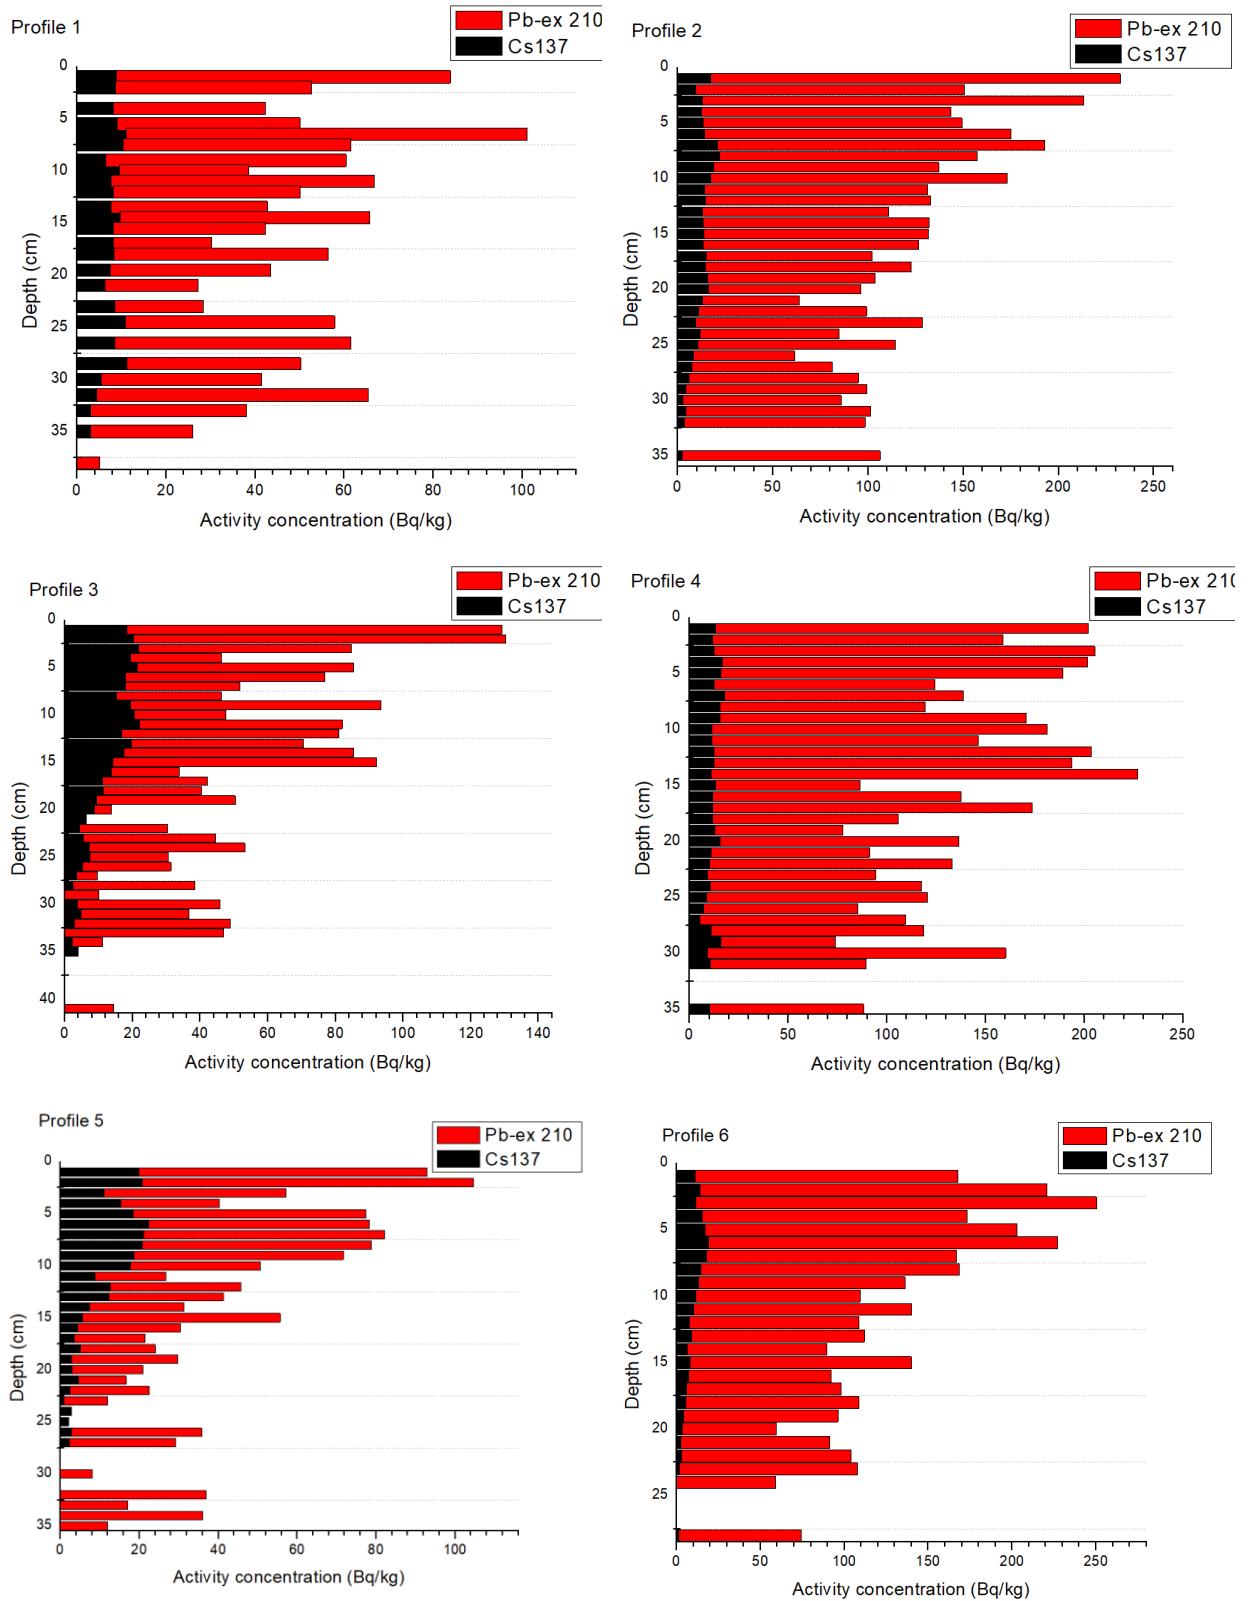 Profile 1
Pb-ex 210
Cs137
0
5
10
15
20
25
30
35
Depth (cm)
0 20 40 60 80 100
Activity concentration (Bq/kg)
Profile 2
Pb-ex 210
Cs137
0
5
10
15
20
25
30
35
Depth (cm)
0 50 100 150 200 250
Activity concentration (Bq/kg)
Profile 3
Pb-ex 210
Cs137
0
5
10
15
20
25
30
35
40
Depth (cm)
0 20 40 60 80 100 120 140
Activity concentration (Bq/kg)
Profile 4
Pb-ex 210
Cs137
0
5
10
15
20
25
30
35
Depth (cm)
0 50 100 150 200 250
Activity concentration (Bq/kg)
Profile 5
Pb-ex 210
Cs137
0
5
10
15
20
25
30
35
Depth (cm)
0 20 40 60 80 100
Activity concentration (Bq/kg)
Profile 6
Pb-ex 210
Cs137
0
5
10
15
20
25
Depth (cm)
0 50 100 150 200 250
Activity concentration (Bq/kg)